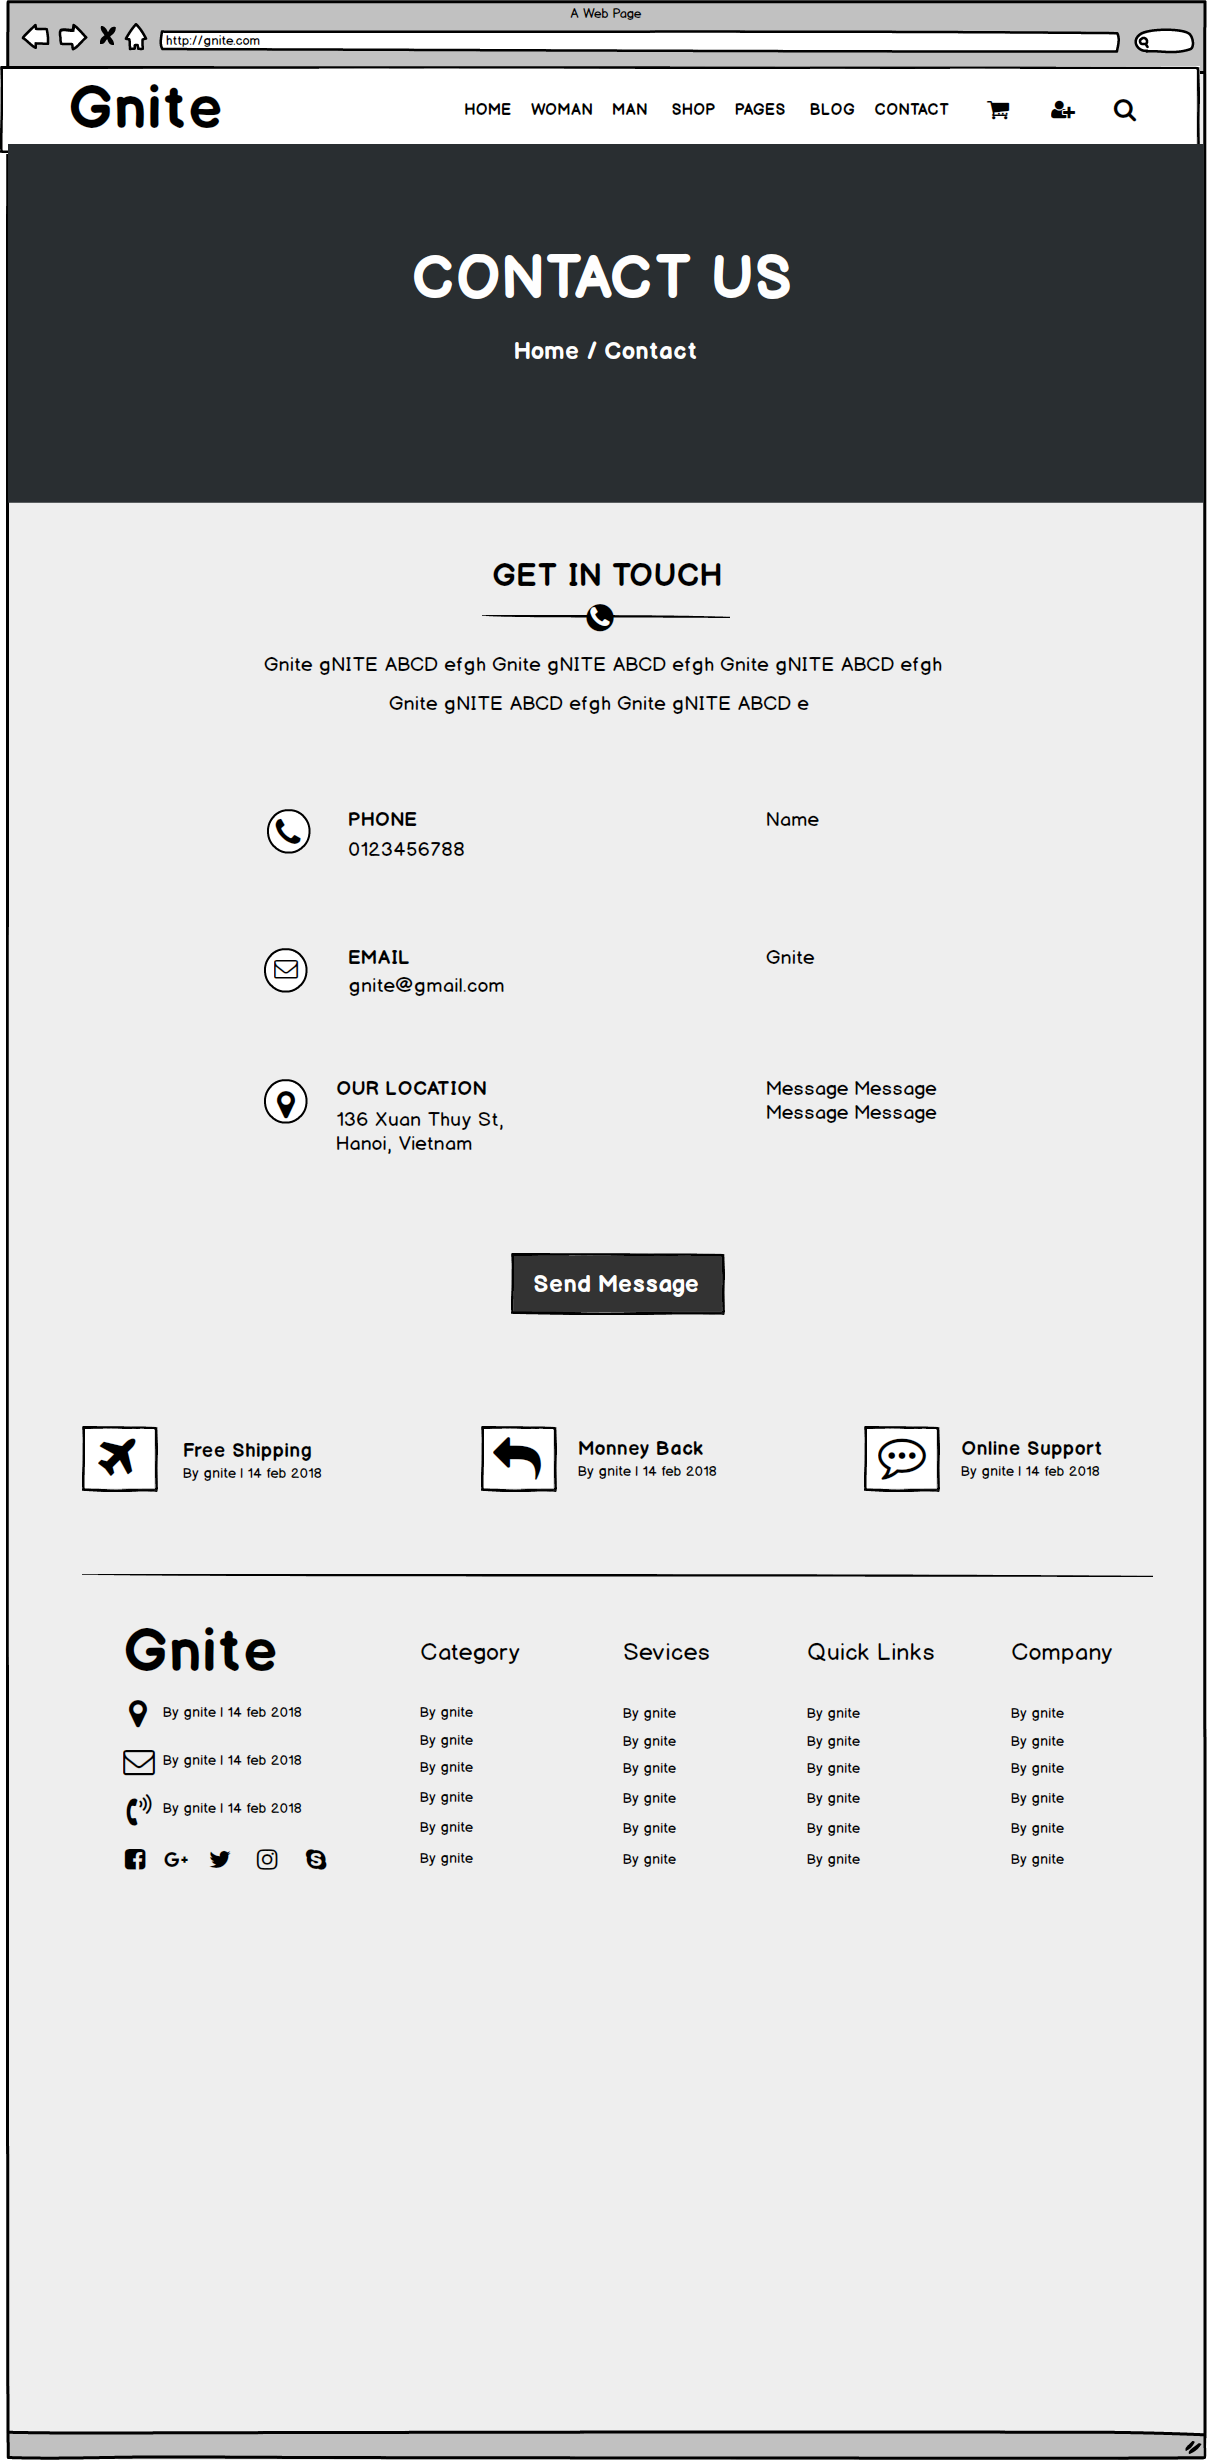 A Web Page
http://gnite.com
Gnite
HOME WOMAN MAN SHOP PAGES BLOG CONTACT
CONTACT US
Home / Contact
GET IN TOUCH
Gnite gNITE ABCD efgh Gnite gNITE ABCD efgh Gnite gNITE ABCD efgh
Gnite gNITE ABCD efgh Gnite gNITE ABCD e
PHONE
0123456788
Name
EMAIL
gnite@gmail.com
Gnite
OUR LOCATION
136 Xuan Thuy St,
Hanoi, Vietnam
Message Message
Message Message
Send Message
Free Shipping
By gnite | 14 feb 2018
Monney Back
By gnite | 14 feb 2018
Online Support
By gnite | 14 feb 2018
Gnite
By gnite | 14 feb 2018
By gnite | 14 feb 2018
By gnite | 14 feb 2018
G+
Category
By gnite
By gnite
By gnite
By gnite
By gnite
By gnite
Sevices
By gnite
By gnite
By gnite
By gnite
By gnite
By gnite
Quick Links
By gnite
By gnite
By gnite
By gnite
By gnite
By gnite
Company
By gnite
By gnite
By gnite
By gnite
By gnite
By gnite